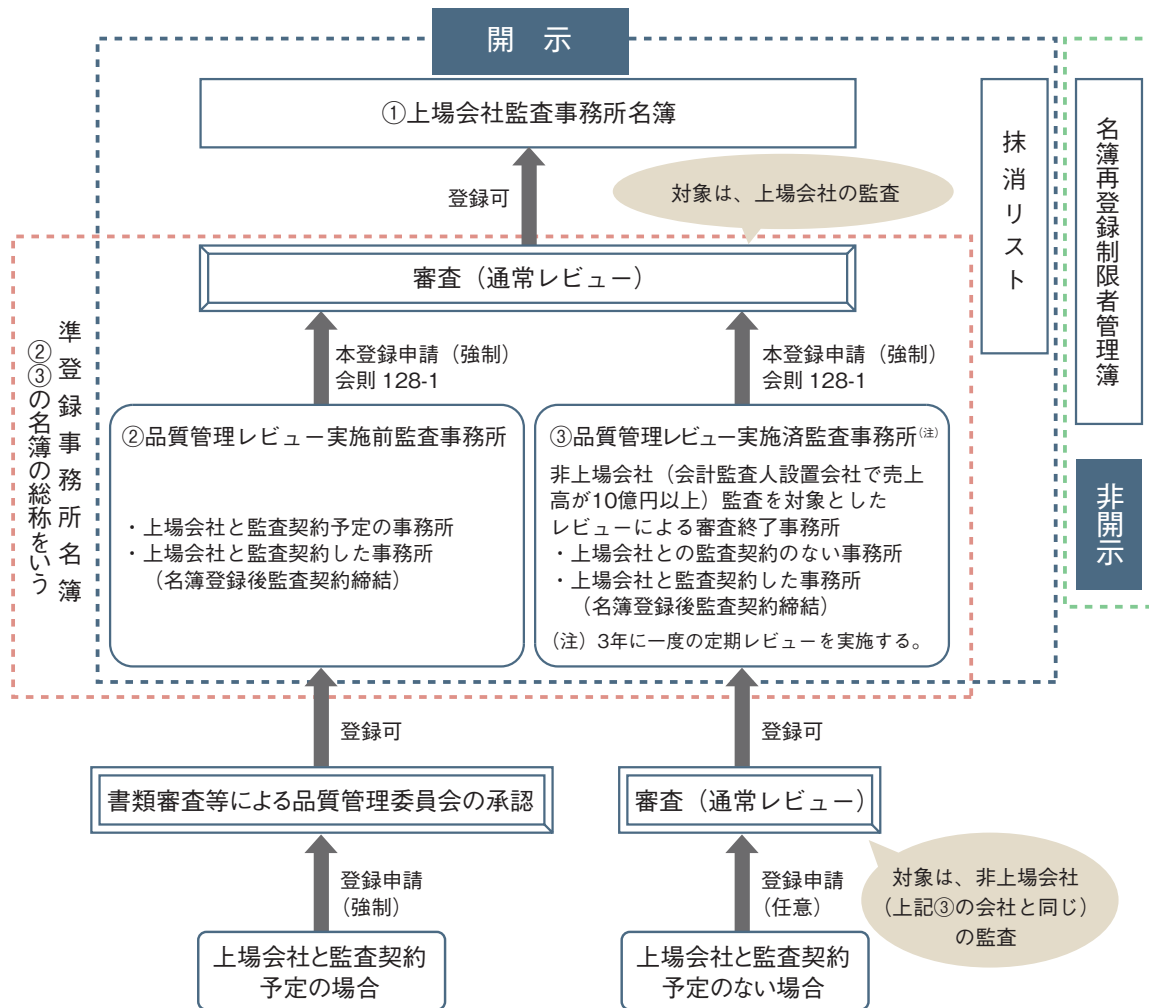 開 示
①上場会社監査事務所名簿
登録可
対象は、上場会社の監査
抹消リスト
名簿再登録制限者管理簿
非開示
審査（通常レビュー）
準登録事務所名簿
②③の名簿の総称をいう
本登録申請（強制）
会則 128-1
本登録申請（強制）
会則 128-1
②品質管理レビュー実施前監査事務所
・上場会社と監査契約予定の事務所
・上場会社と監査契約した事務所
（名簿登録後監査契約締結）
③品質管理レビュー実施済監査事務所(注)
非上場会社（会計監査人設置会社で売上
高が10億円以上）監査を対象とした
レビューによる審査終了事務所
・上場会社との監査契約のない事務所
・上場会社と監査契約した事務所
（名簿登録後監査契約締結）
（注）3年に一度の定期レビューを実施する。
登録可
登録可
書類審査等による品質管理委員会の承認
審査（通常レビュー）
登録申請
(強制)
登録申請
(任意)
対象は、非上場会社
（上記③の会社と同じ）
の監査
上場会社と監査契約
予定の場合
上場会社と監査契約
予定のない場合